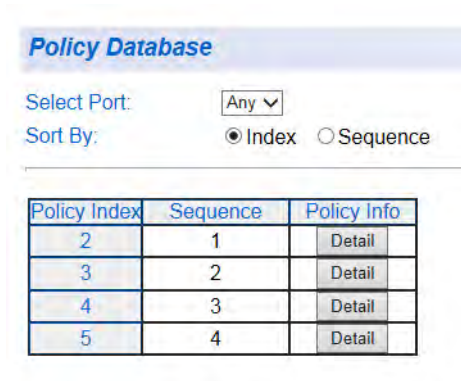 Policy Database
Select Port: Any
Sort By: Index Sequence
Policy Index Sequence Policy Info
2 1 Detail
3 2 Detail
4 3 Detail
5 4 Detail